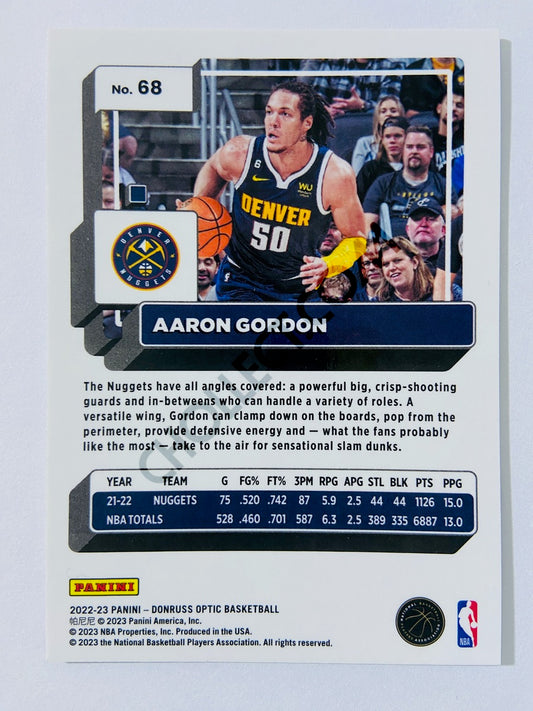 No. 68
6
WU
DENVER
50
DENVER
NUGGETS
AARON GORDON
The Nuggets have all angles covered: a powerful big, crisp-shooting
guards and in-betweens who can handle a variety of roles. A
versatile wing, Gordon can clamp down on the boards, pop from the
perimeter, provide defensive energy and — what the fans probably
like the most — take to the air for sensational slam dunks.
YEAR TEAM G FG% FT% 3PM RPG APG STL BLK PTS PPG
21-22 NUGGETS 75 .520 .742 87 5.9 2.5 44 44 1126 15.0
NBA TOTALS 528 .460 .701 587 6.3 2.5 389 335 6887 13.0
PANINI
2022-23 PANINI – DONRUSS OPTIC BASKETBALL
帕尼尼 © 2023 Panini America, Inc.
© 2023 NBA Properties, Inc. Produced in the USA.
© 2023 the National Basketball Players Association. All rights reserved.
NATIONAL BASKETBALL
PLAYERS ASSOCIATION
NBA